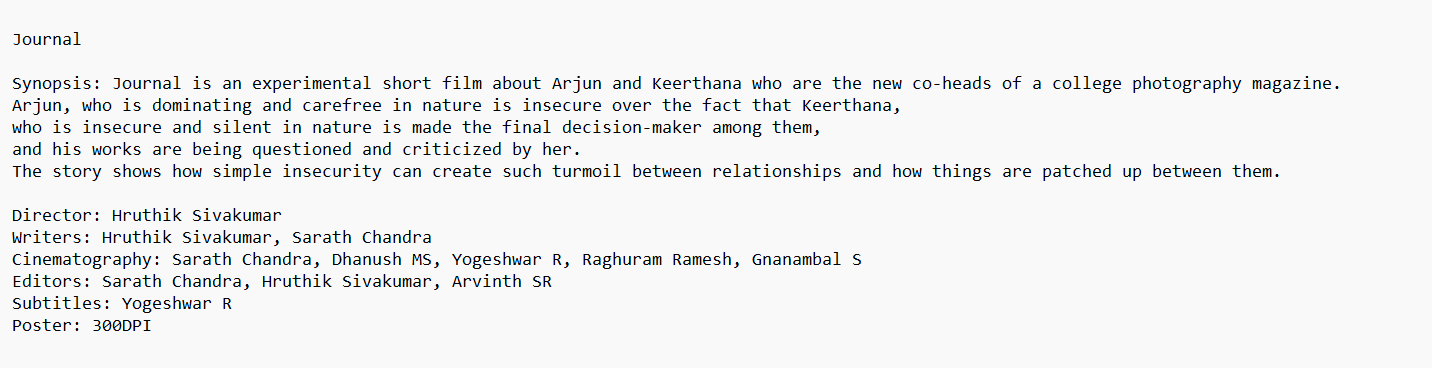 Journal
Synopsis: Journal is an experimental short film about Arjun and Keerthana who are the new co-heads of a college photography magazine.
Arjun, who is dominating and carefree in nature is insecure over the fact that Keerthana,
who is insecure and silent in nature is made the final decision-maker among them,
and his works are being questioned and criticized by her.
The story shows how simple insecurity can create such turmoil between relationships and how things are patched up between them.
Director: Hruthik Sivakumar
Writers: Hruthik Sivakumar, Sarath Chandra
Cinematography: Sarath Chandra, Dhanush MS, Yogeshwar R, Raghuram Ramesh, Gnanambal S
Editors: Sarath Chandra, Hruthik Sivakumar, Arvinth SR
Subtitles: Yogeshwar R
Poster: 300DPI